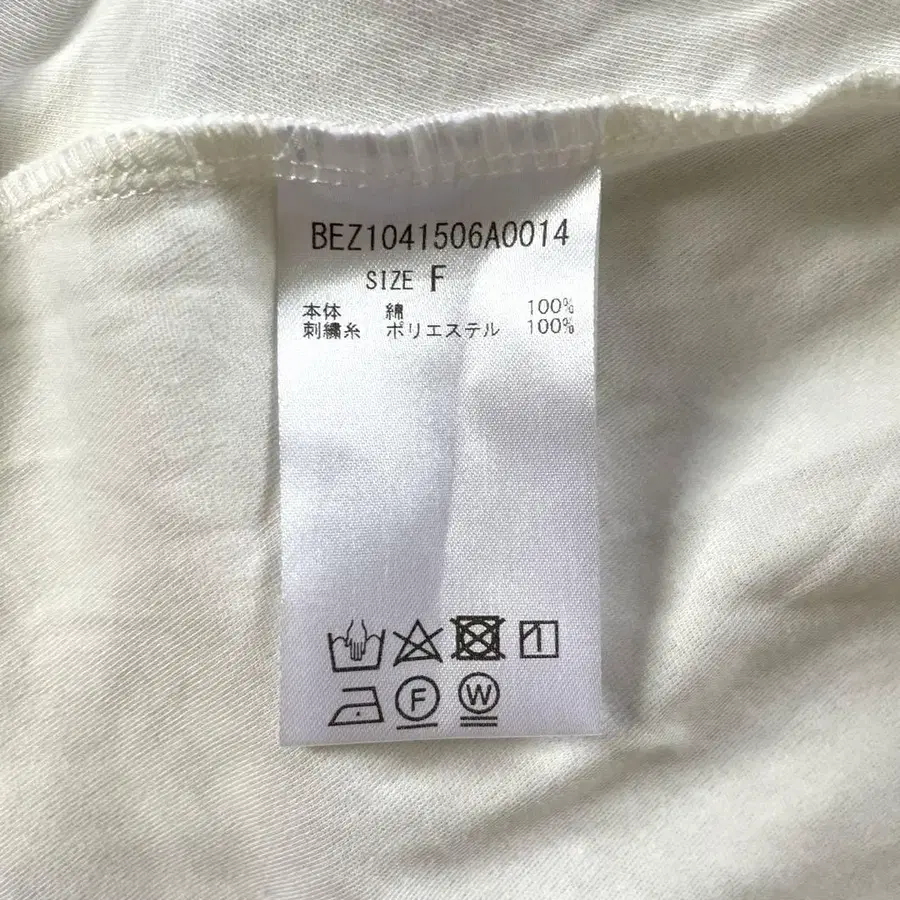 BEZ1041506A0014
SIZE F
本体 綿 100%
刺繍糸 ポリエステル 100%
F W